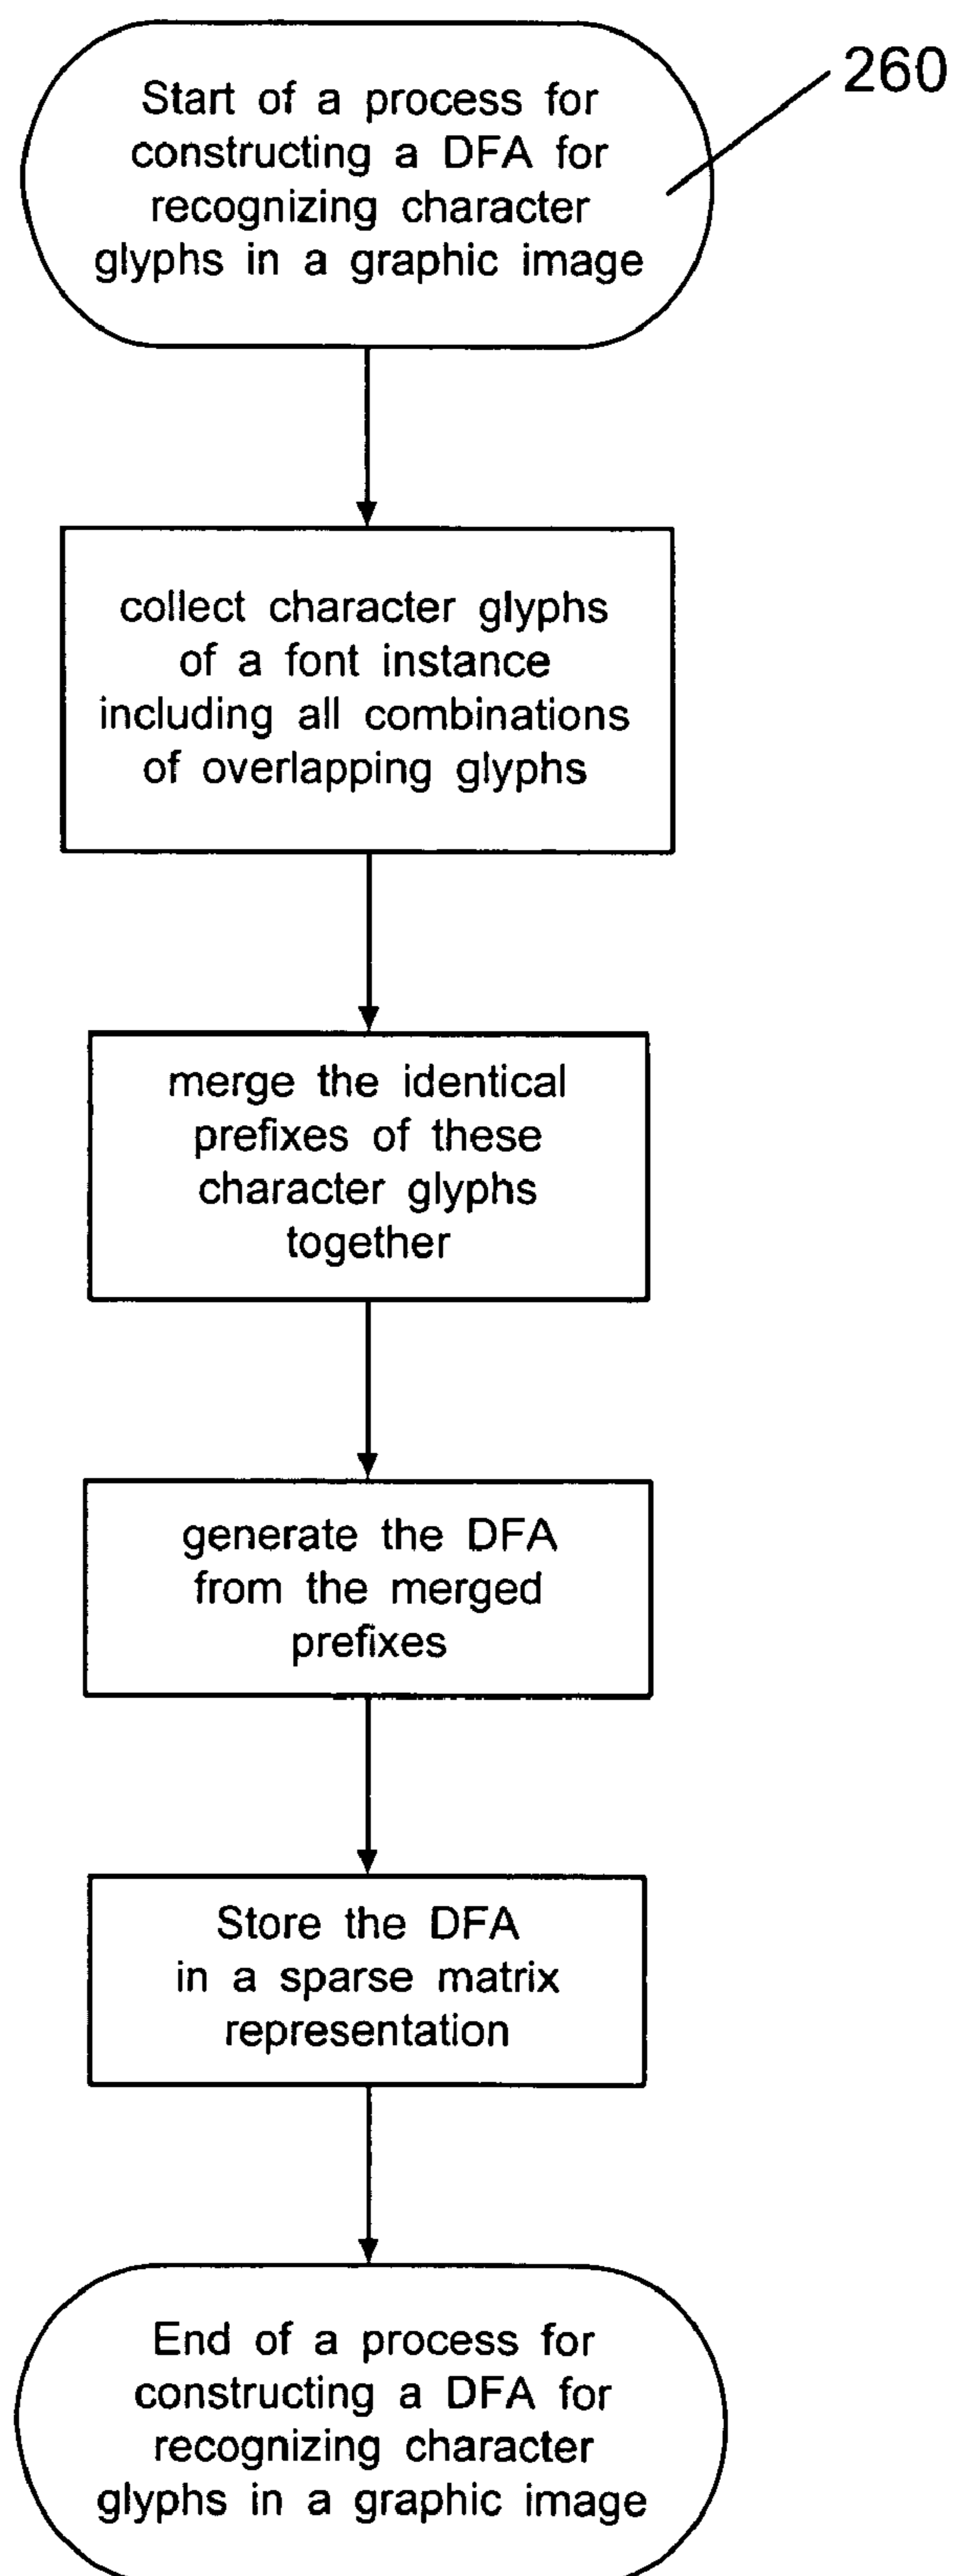 Start of a process for
constructing a DFA for
recognizing character
glyphs in a graphic image
260
collect character glyphs
of a font instance
including all combinations
of overlapping glyphs
merge the identical
prefixes of these
character glyphs
together
generate the DFA
from the merged
prefixes
Store the DFA
in a sparse matrix
representation
End of a process for
constructing a DFA for
recognizing character
glyphs in a graphic image